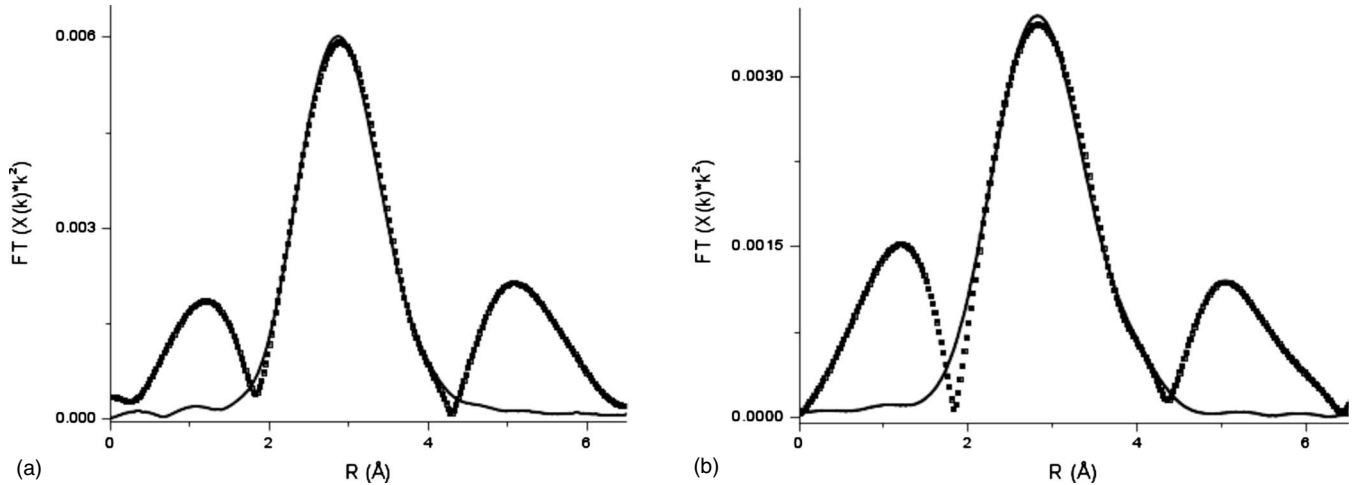 0.006
0.003
0.000
0 2 4 6
R (Å)
FT (X(k)*k²)
(a)
0.0030
0.0015
0.0000
0 2 4 6
R (Å)
FT (X(k)*k²)
(b)